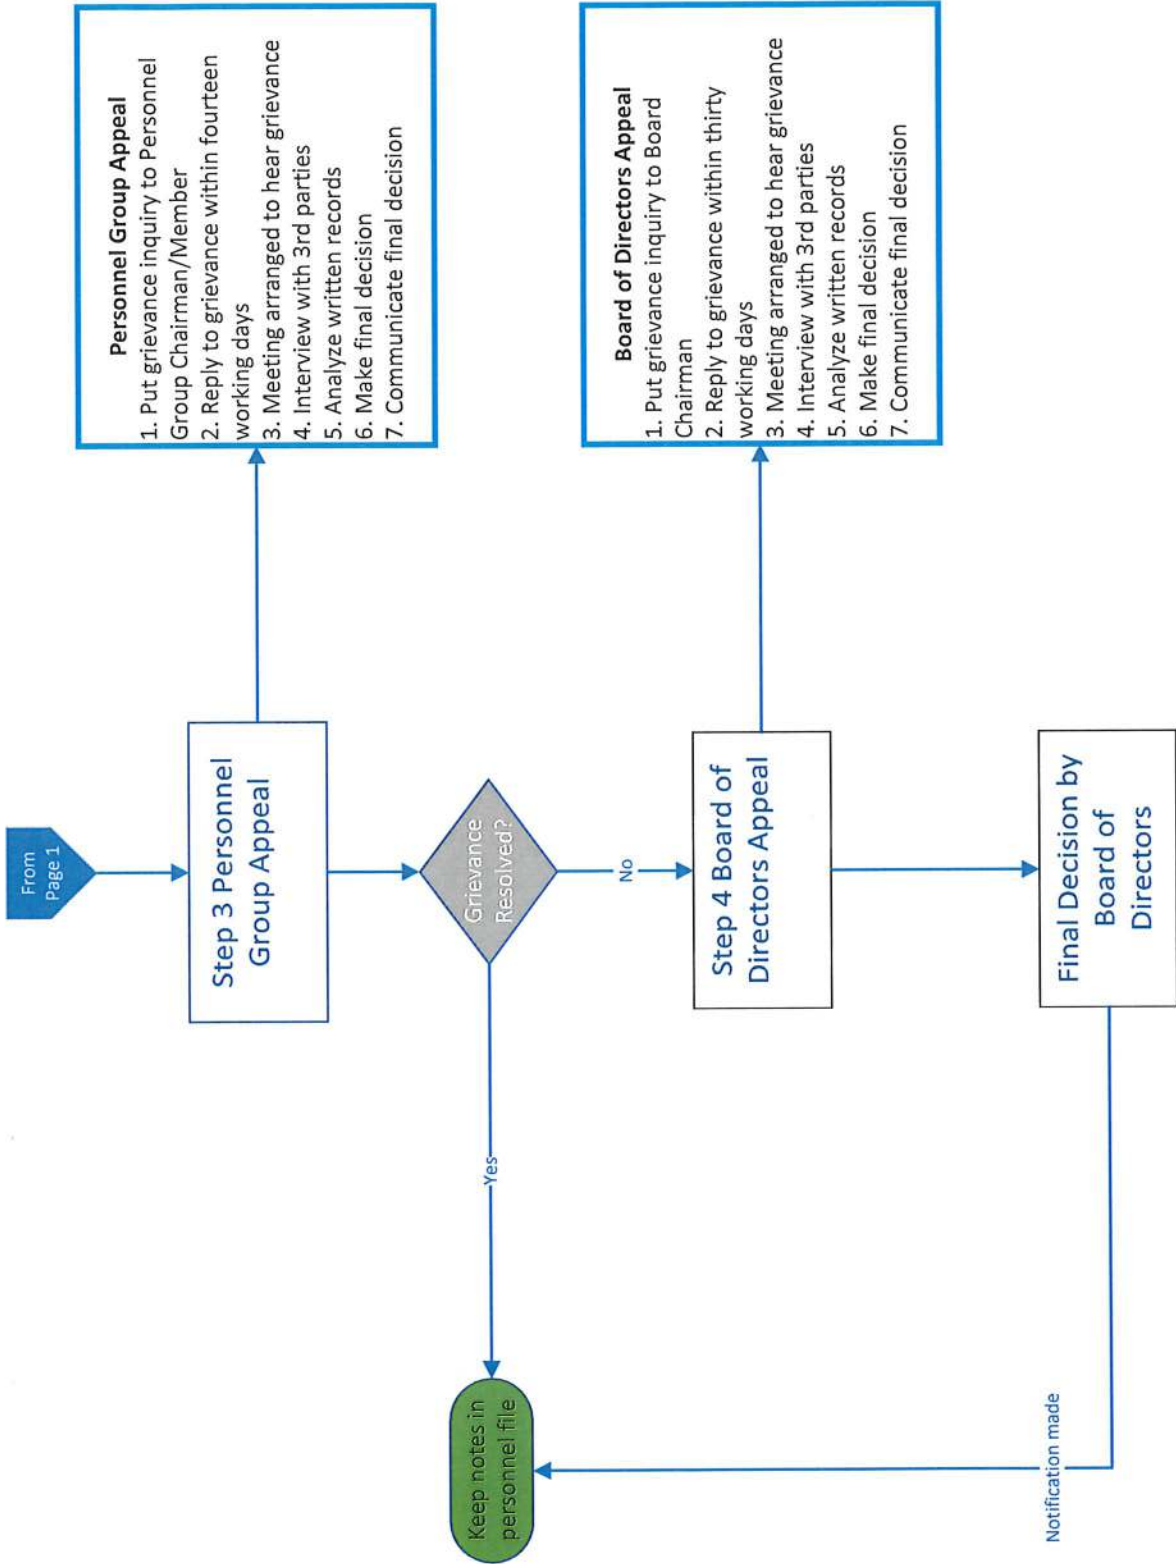 From
Page 1
Step 3 Personnel
Group Appeal
Personnel Group Appeal
1. Put grievance inquiry to Personnel
Group Chairman/Member
2. Reply to grievance within fourteen
working days
3. Meeting arranged to hear grievance
4. Interview with 3rd parties
5. Analyze written records
6. Make final decision
7. Communicate final decision
Grievance
Resolved?
Yes
Keep notes in
personnel file
No
Step 4 Board of
Directors Appeal
Board of Directors Appeal
1. Put grievance inquiry to Board
Chairman
2. Reply to grievance within thirty
working days
3. Meeting arranged to hear grievance
4. Interview with 3rd parties
5. Analyze written records
6. Make final decision
7. Communicate final decision
Final Decision by
Board of
Directors
Notification made